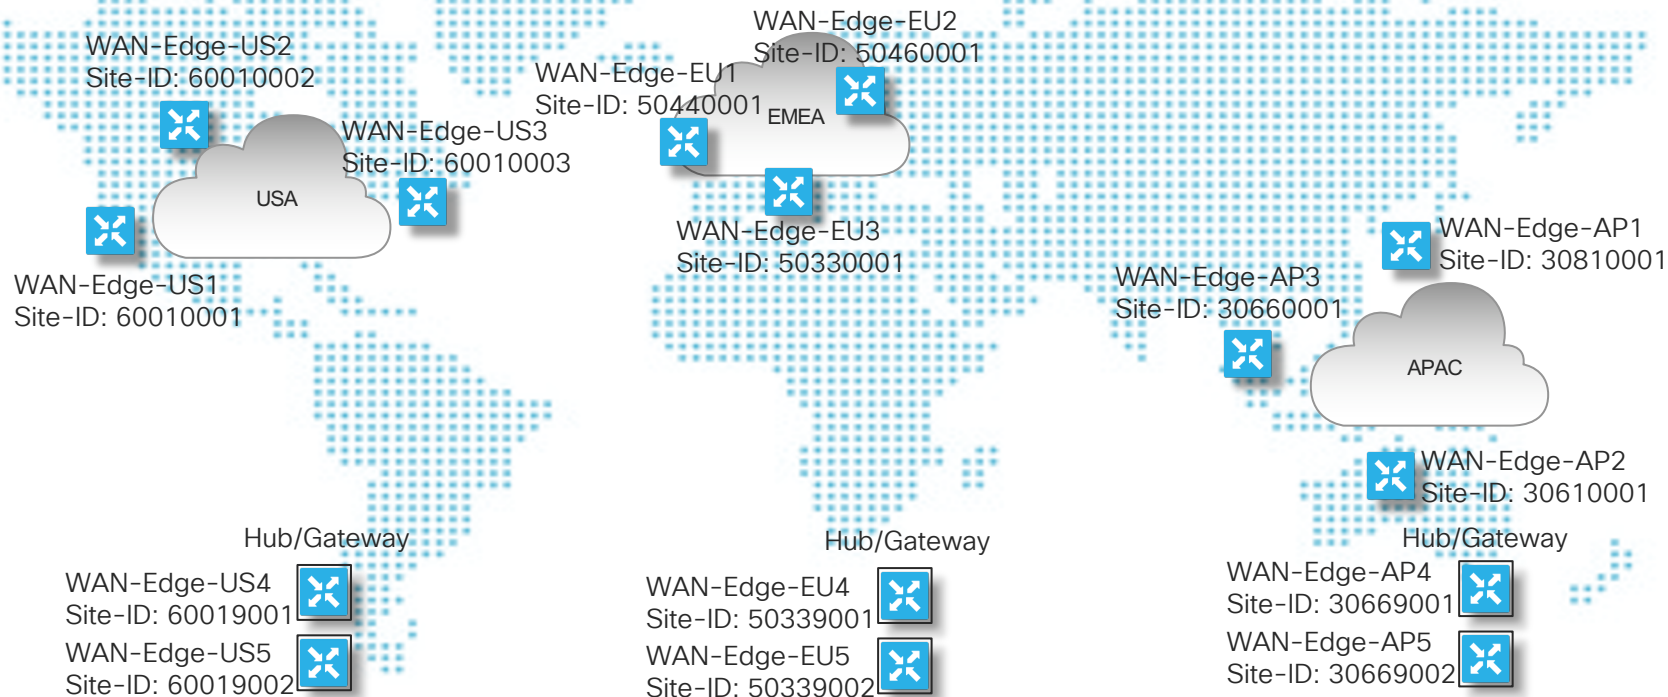 WAN-Edge-US2
Site-ID: 60010002
WAN-Edge-US3
Site-ID: 60010003
USA
WAN-Edge-US1
Site-ID: 60010001
WAN-Edge-EU2
Site-ID: 50460001
WAN-Edge-EU1
Site-ID: 50440001
EMEA
WAN-Edge-EU3
Site-ID: 50330001
WAN-Edge-AP1
Site-ID: 30810001
WAN-Edge-AP3
Site-ID: 30660001
APAC
WAN-Edge-AP2
Site-ID: 30610001
Hub/Gateway
WAN-Edge-US4
Site-ID: 60019001
WAN-Edge-US5
Site-ID: 60019002
Hub/Gateway
WAN-Edge-EU4
Site-ID: 50339001
WAN-Edge-EU5
Site-ID: 50339002
Hub/Gateway
WAN-Edge-AP4
Site-ID: 30669001
WAN-Edge-AP5
Site-ID: 30669002